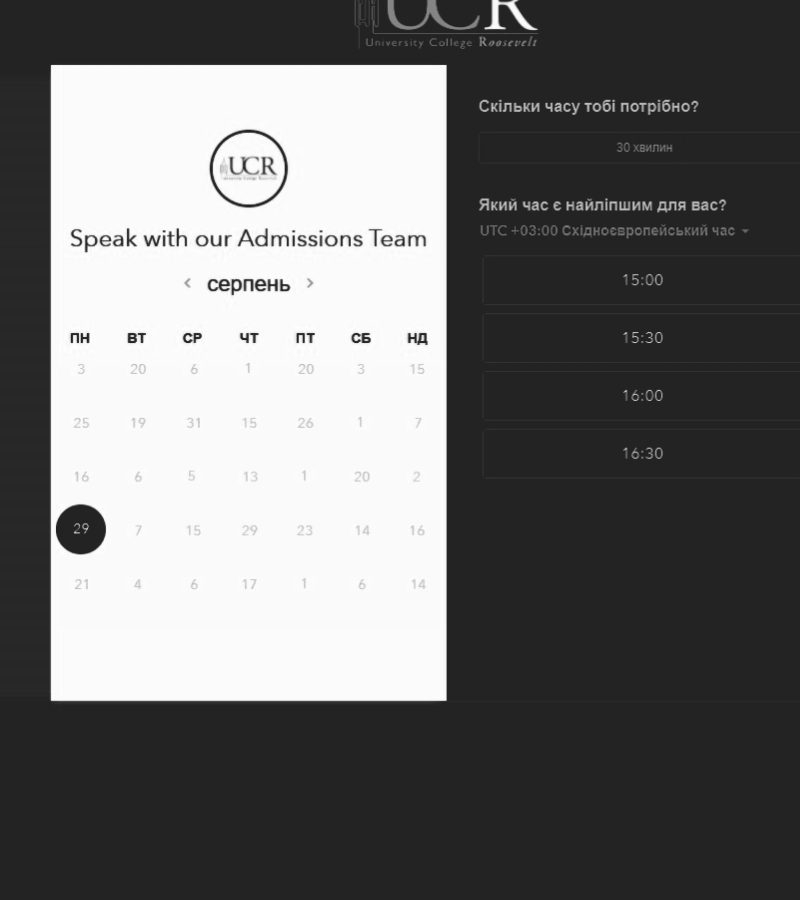 UCR
University College Roosevelt
UCR
Speak with our Admissions Team
< серпень >
ПН ВТ СР ЧТ ПТ СБ НД
3 20 6 1 20 3 15
25 19 31 15 26 1 7
16 6 5 13 1 20 2
29 7 15 29 23 14 16
21 4 6 17 1 6 14
Скільки часу тобі потрібно?
30 хвилин
Який час є найліпшим для вас?
UTC +03:00 Східноєвропейський час
15:00
15:30
16:00
16:30